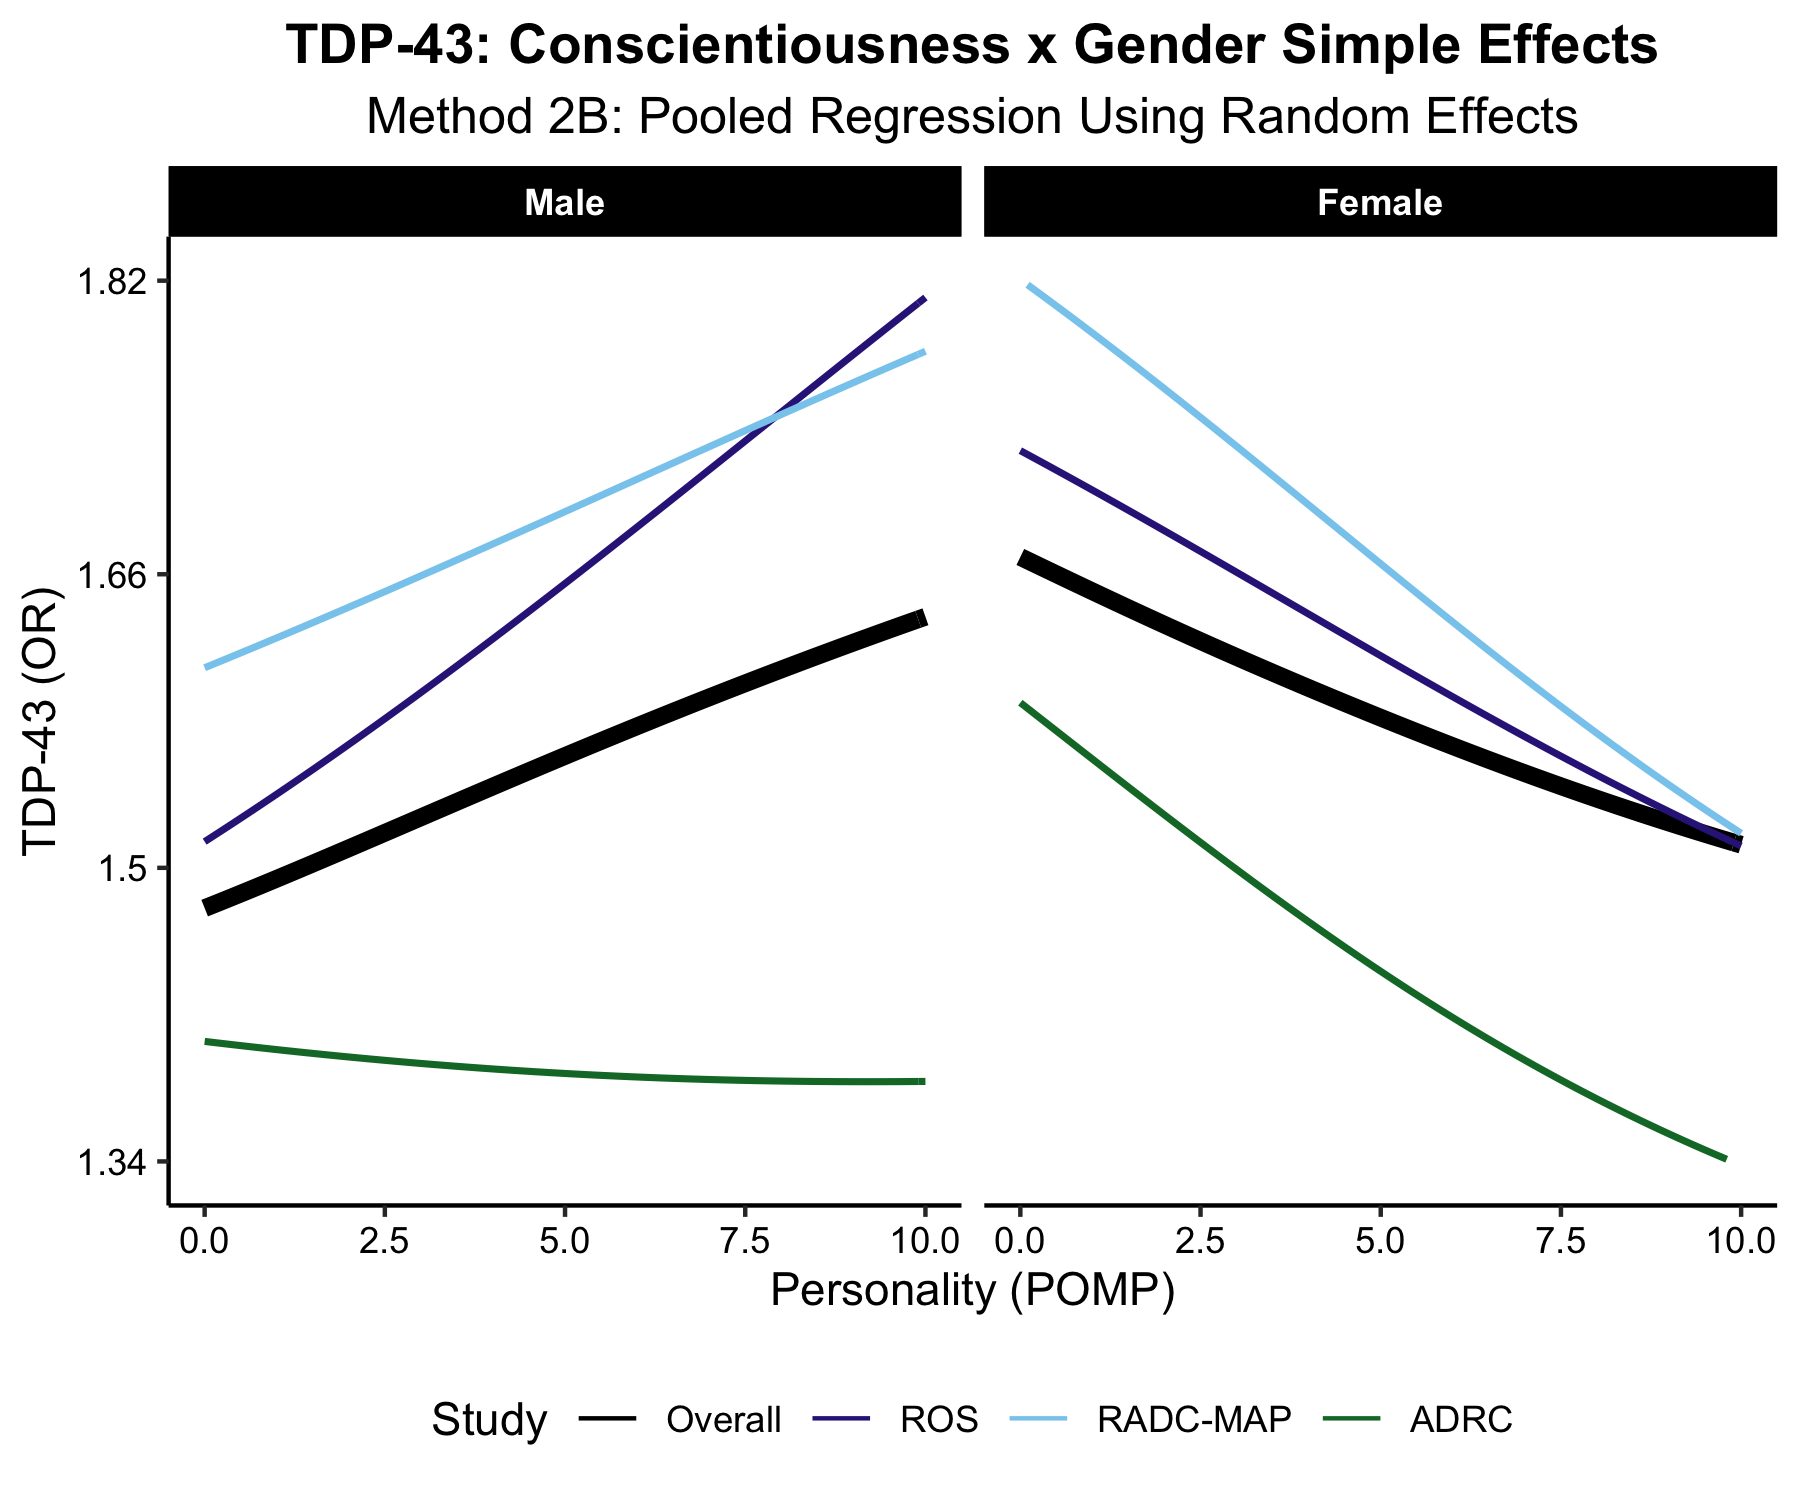 TDP-43: Conscientiousness x Gender Simple Effects
Method 2B: Pooled Regression Using Random Effects
Male
Female
TDP-43 (OR)
1.82
1.66
1.5
1.34
0.0 2.5 5.0 7.5 10.0
0.0 2.5 5.0 7.5 10.0
Personality (POMP)
Study Overall ROS RADC-MAP ADRC